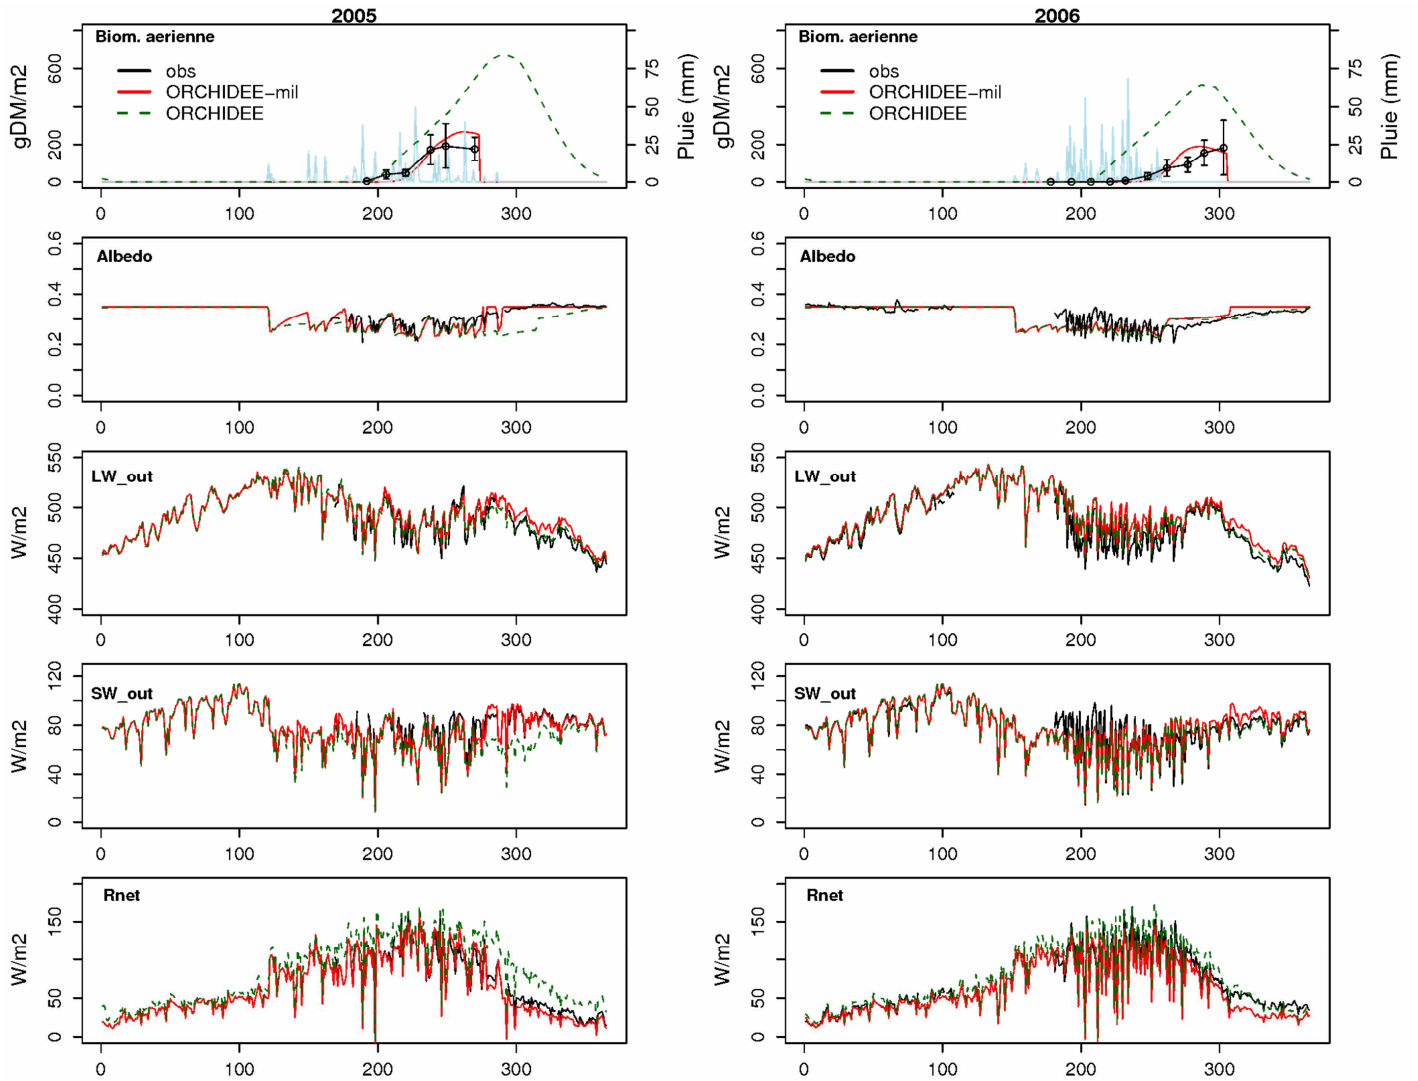 2005
Biom. aerienne
obs
ORCHIDEE-mil
ORCHIDEE
gDM/m2
600
200
0
75
50
25
0
Pluie (mm)
0 100 200 300
2006
Biom. aerienne
obs
ORCHIDEE-mil
ORCHIDEE
gDM/m2
600
200
0
75
50
25
0
Pluie (mm)
0 100 200 300
Albedo
0.6
0.4
0.2
0.0
0 100 200 300
Albedo
0.6
0.4
0.2
0.0
0 100 200 300
LW_out
W/m2
550
500
450
400
0 100 200 300
LW_out
W/m2
550
500
450
400
0 100 200 300
SW_out
W/m2
120
80
40
0
0 100 200 300
SW_out
W/m2
120
80
40
0
0 100 200 300
Rnet
W/m2
150
50
0
0 100 200 300
Rnet
W/m2
150
50
0
0 100 200 300